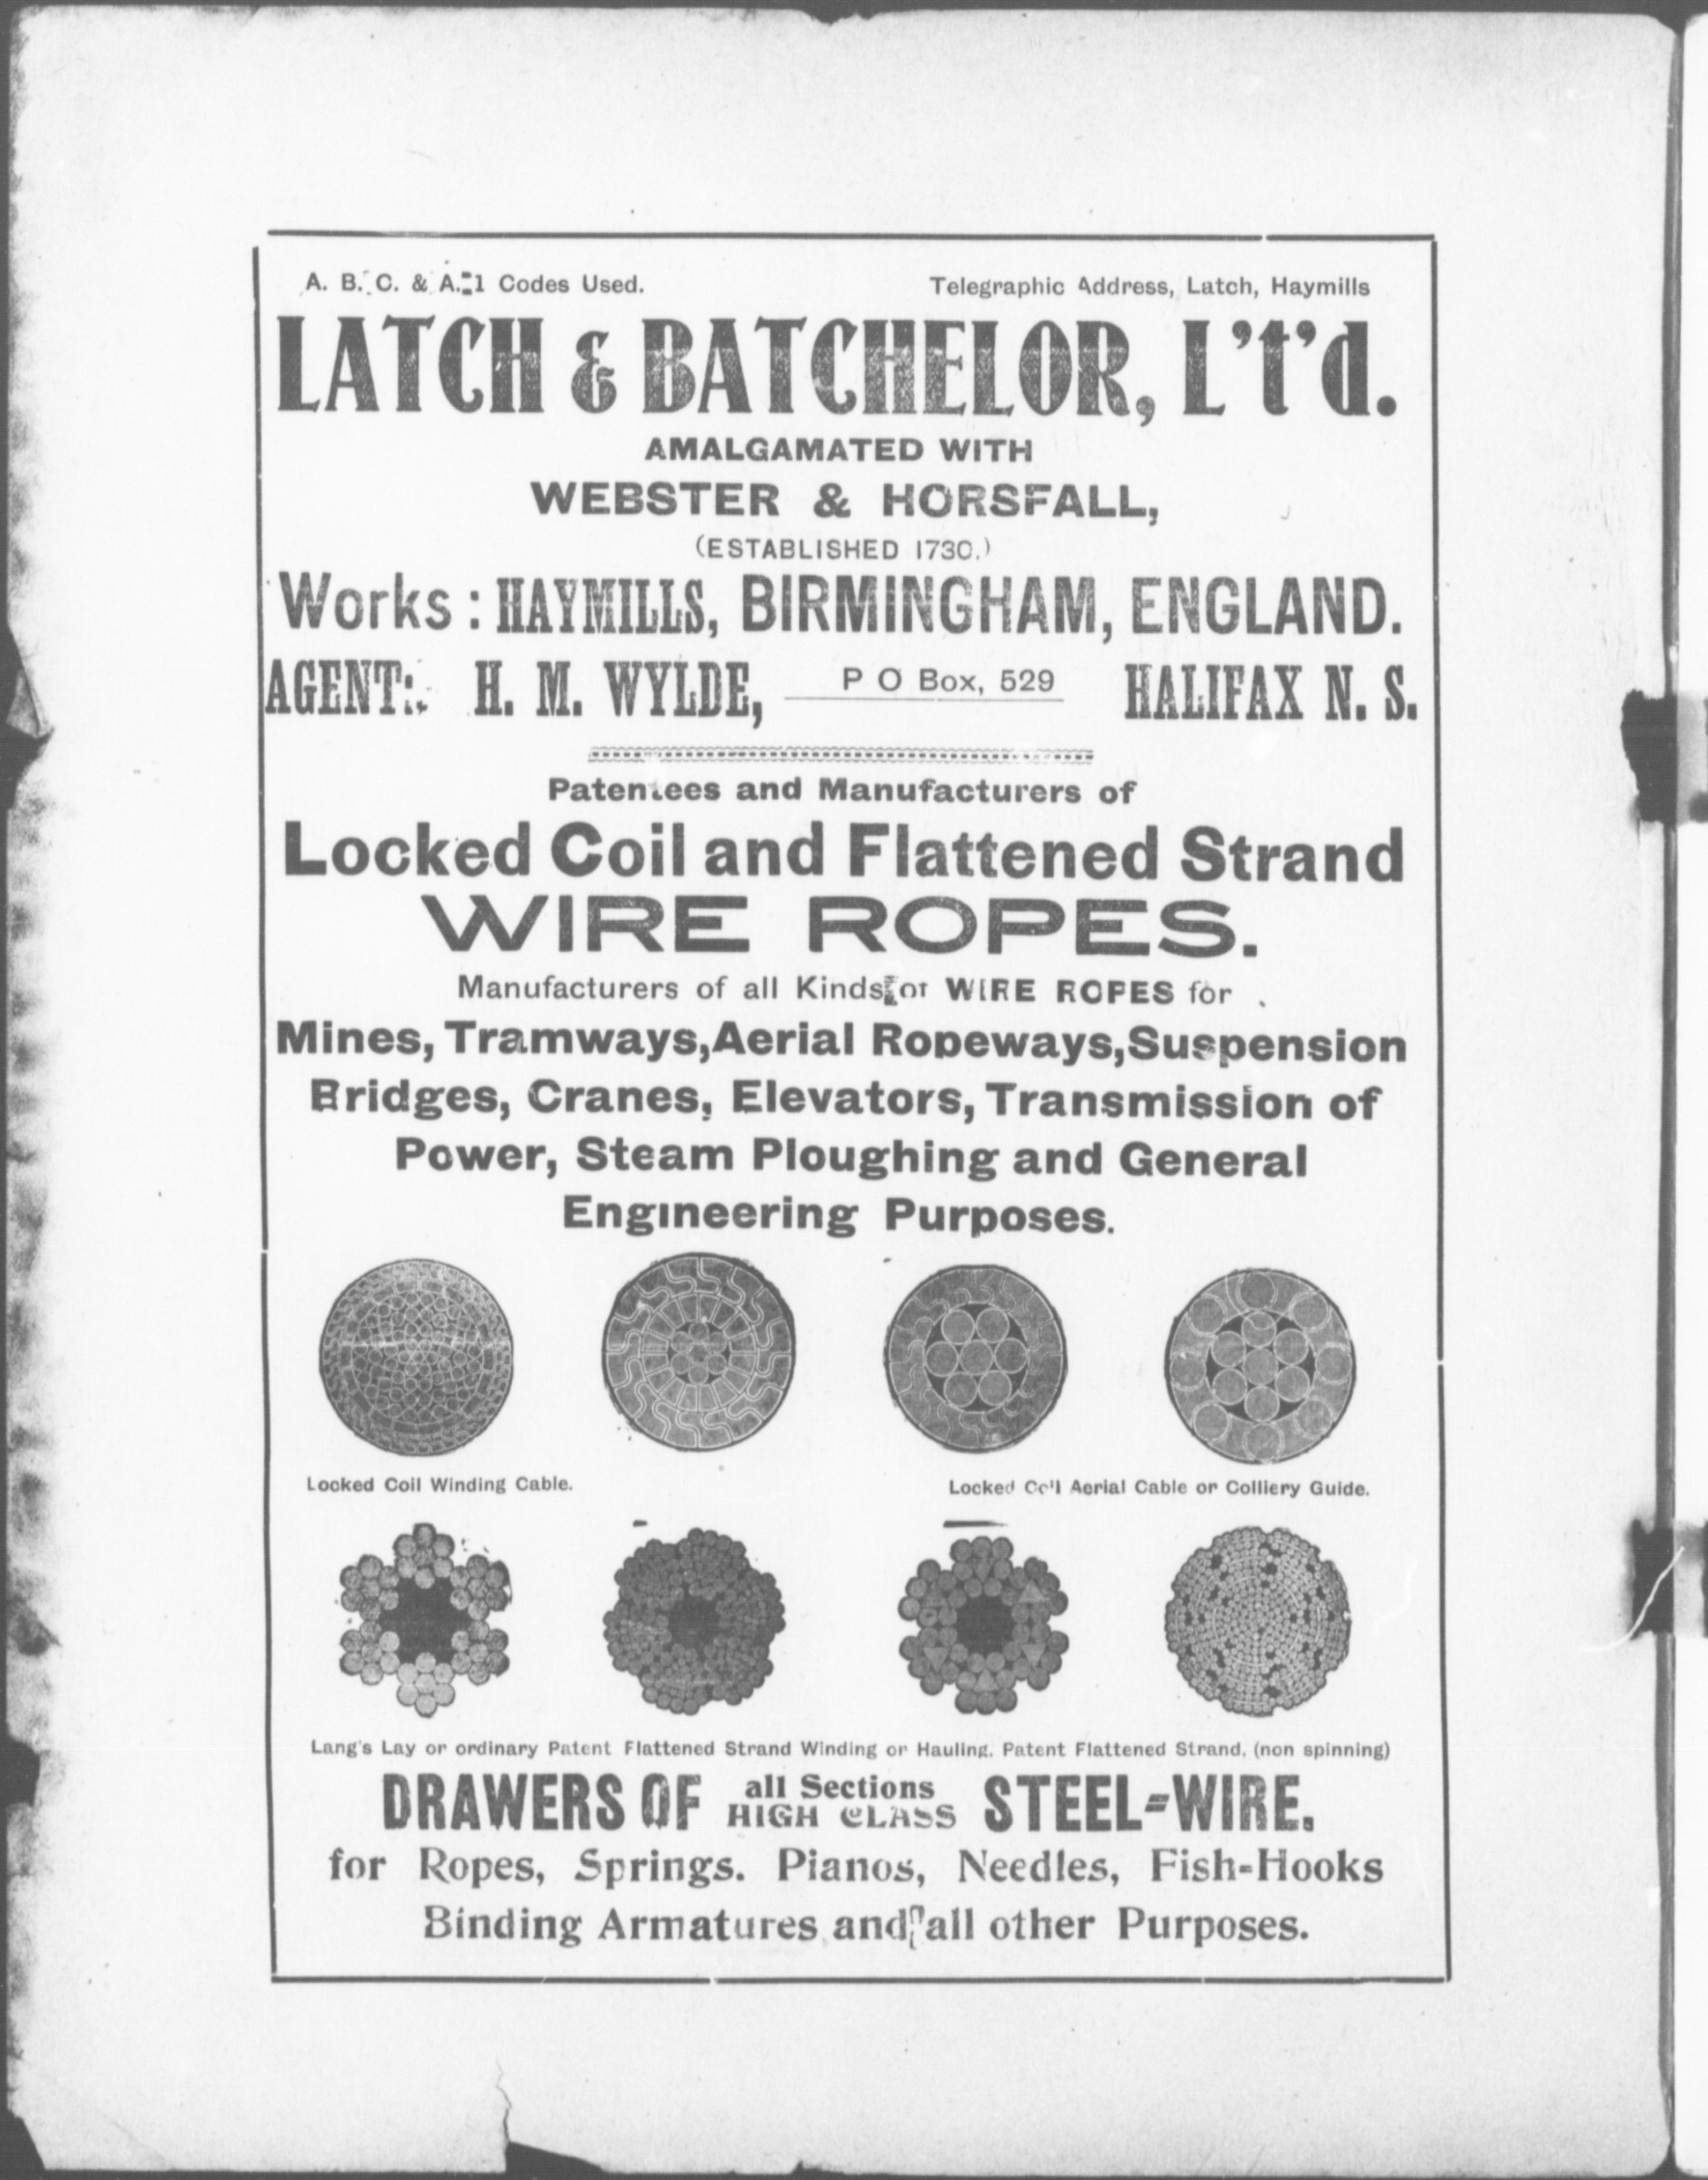 A. B. C. & A. 1 Codes Used. Telegraphic Address, Latch, Haymills
LATCH & BATCHELOR, L't'd.
AMALGAMATED WITH
WEBSTER & HORSFALL,
(ESTABLISHED 1730.)
Works: HAYMILLS, BIRMINGHAM, ENGLAND.
AGENT: H. M. WYLDE, P O Box, 529 HALIFAX N. S.
Patentees and Manufacturers of
Locked Coil and Flattened Strand
WIRE ROPES.
Manufacturers of all Kinds of WIRE ROPES for
Mines, Tramways, Aerial Ropeways, Suspension
Bridges, Cranes, Elevators, Transmission of
Power, Steam Ploughing and General
Engineering Purposes.
Locked Coil Winding Cable. Locked Coil Aerial Cable or Colliery Guide.
Lang's Lay or ordinary Patent Flattened Strand Winding or Hauling. Patent Flattened Strand. (non spinning)
DRAWERS OF all Sections HIGH CLASS STEEL=WIRE.
for Ropes, Springs. Pianos, Needles, Fish-Hooks
Binding Armatures and all other Purposes.